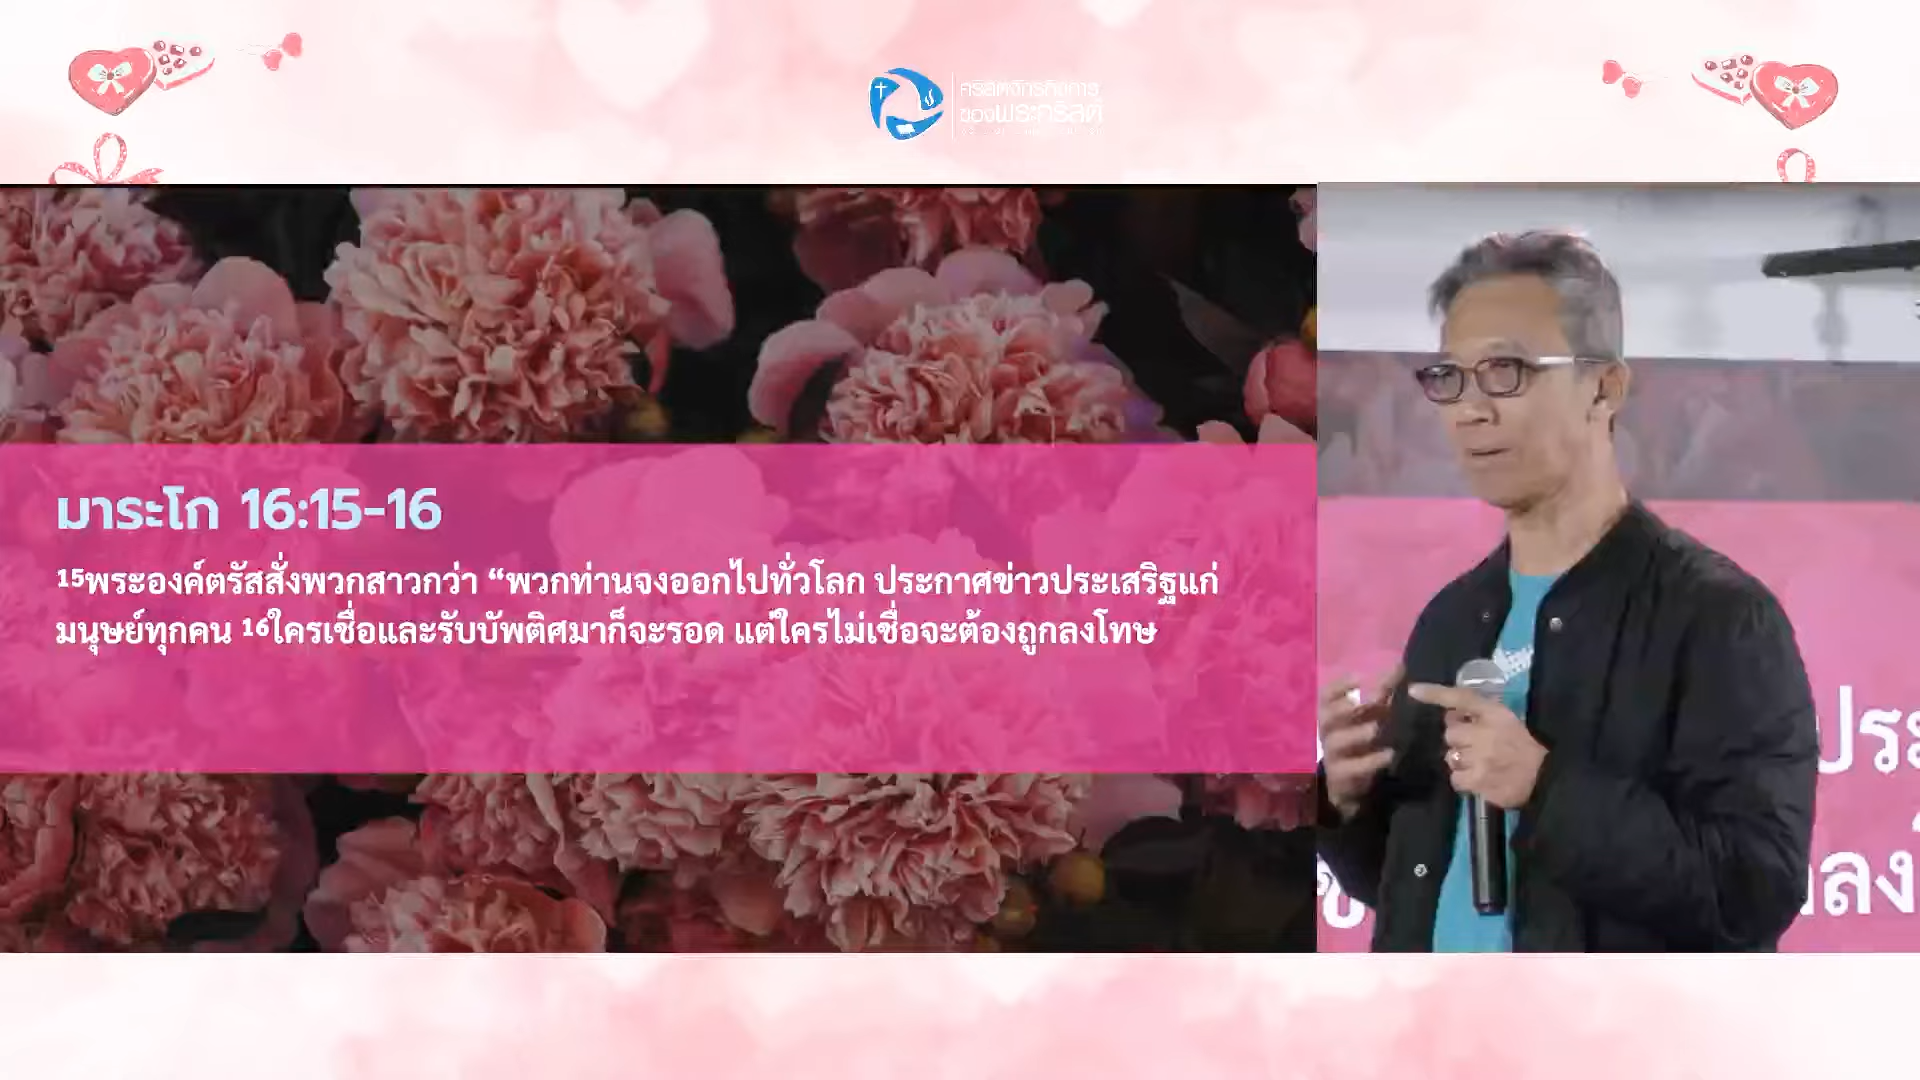 คริสตจักรกิจการ
ของพระคริสต์
มาระโก 16:15-16
¹⁵พระองค์ตรัสสั่งพวกสาวกว่า “พวกท่านจงออกไปทั่วโลก ประกาศข่าวประเสริฐแก่
มนุษย์ทุกคน ¹⁶ใครเชื่อและรับบัพติศมาก็จะรอด แต่ใครไม่เชื่อจะต้องถูกลงโทษ